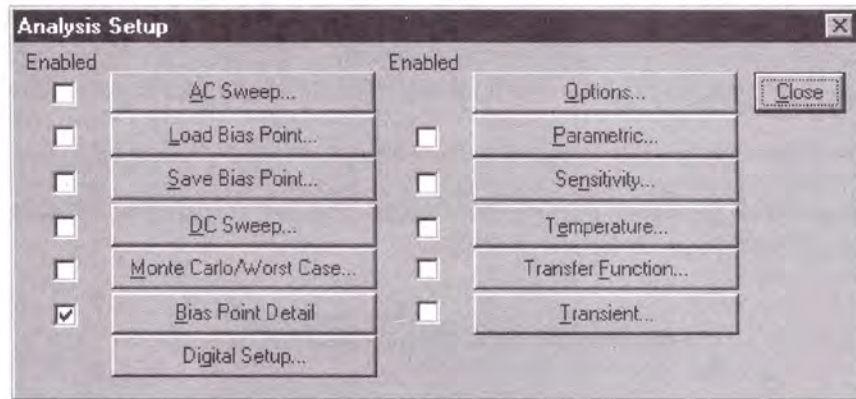 Analysis Setup
Enabled
AC Sweep...
Load Bias Point...
Save Bias Point...
DC Sweep...
Monte Carlo/Worst Case...
Bias Point Detail
Digital Setup...
Enabled
Options...
Parametric...
Sensitivity...
Temperature...
Transfer Function...
Transient...
Close